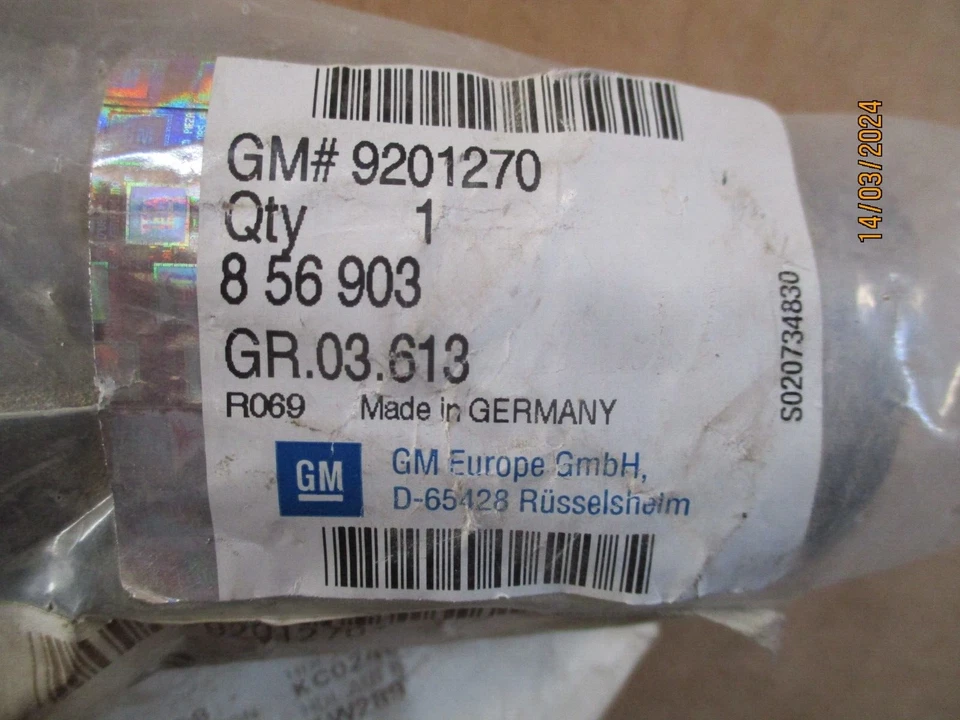 GM# 9201270
Qty 1
8 56 903
GR.03.613
R069 Made in GERMANY
GM
GM Europe GmbH,
D-65428 Rüsselsheim
S020734830
14/03/2024